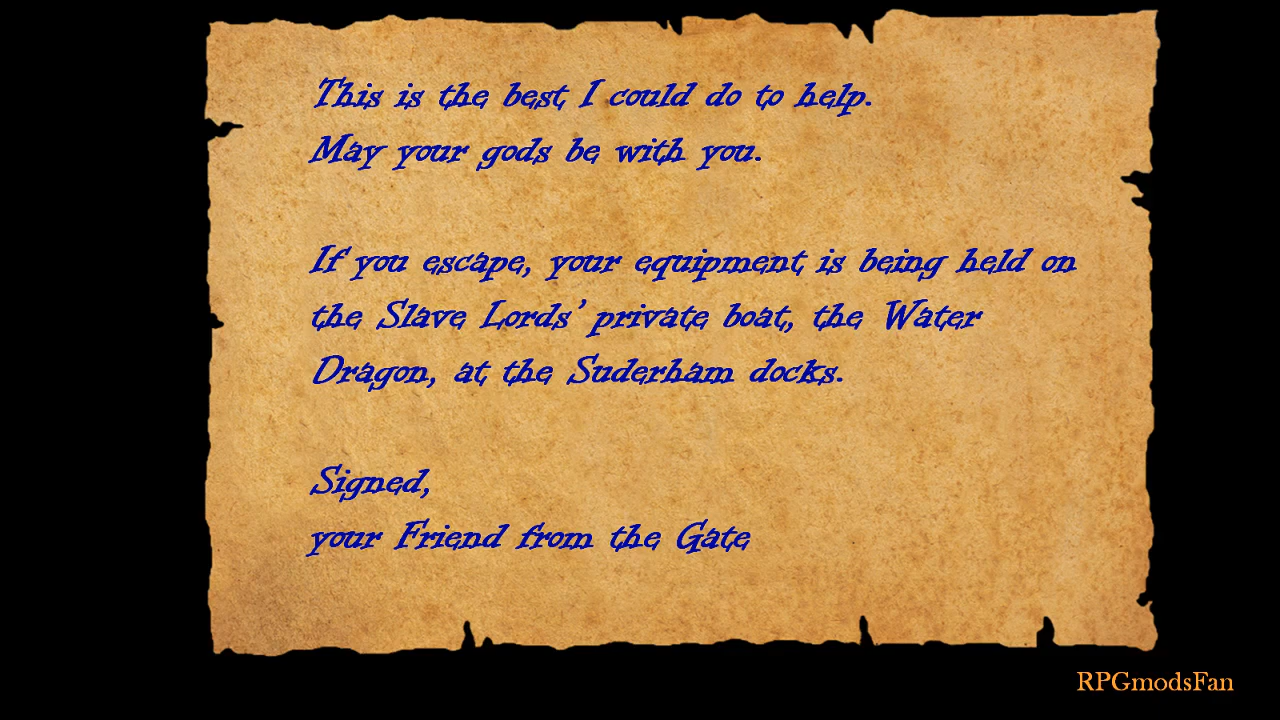 This is the best I could do to help.
May your gods be with you.
If you escape, your equipment is being held on
the Slave Lords’ private boat, the Water
Dragon, at the Suderham docks.
Signed,
your Friend from the Gate
RPGmodsFan